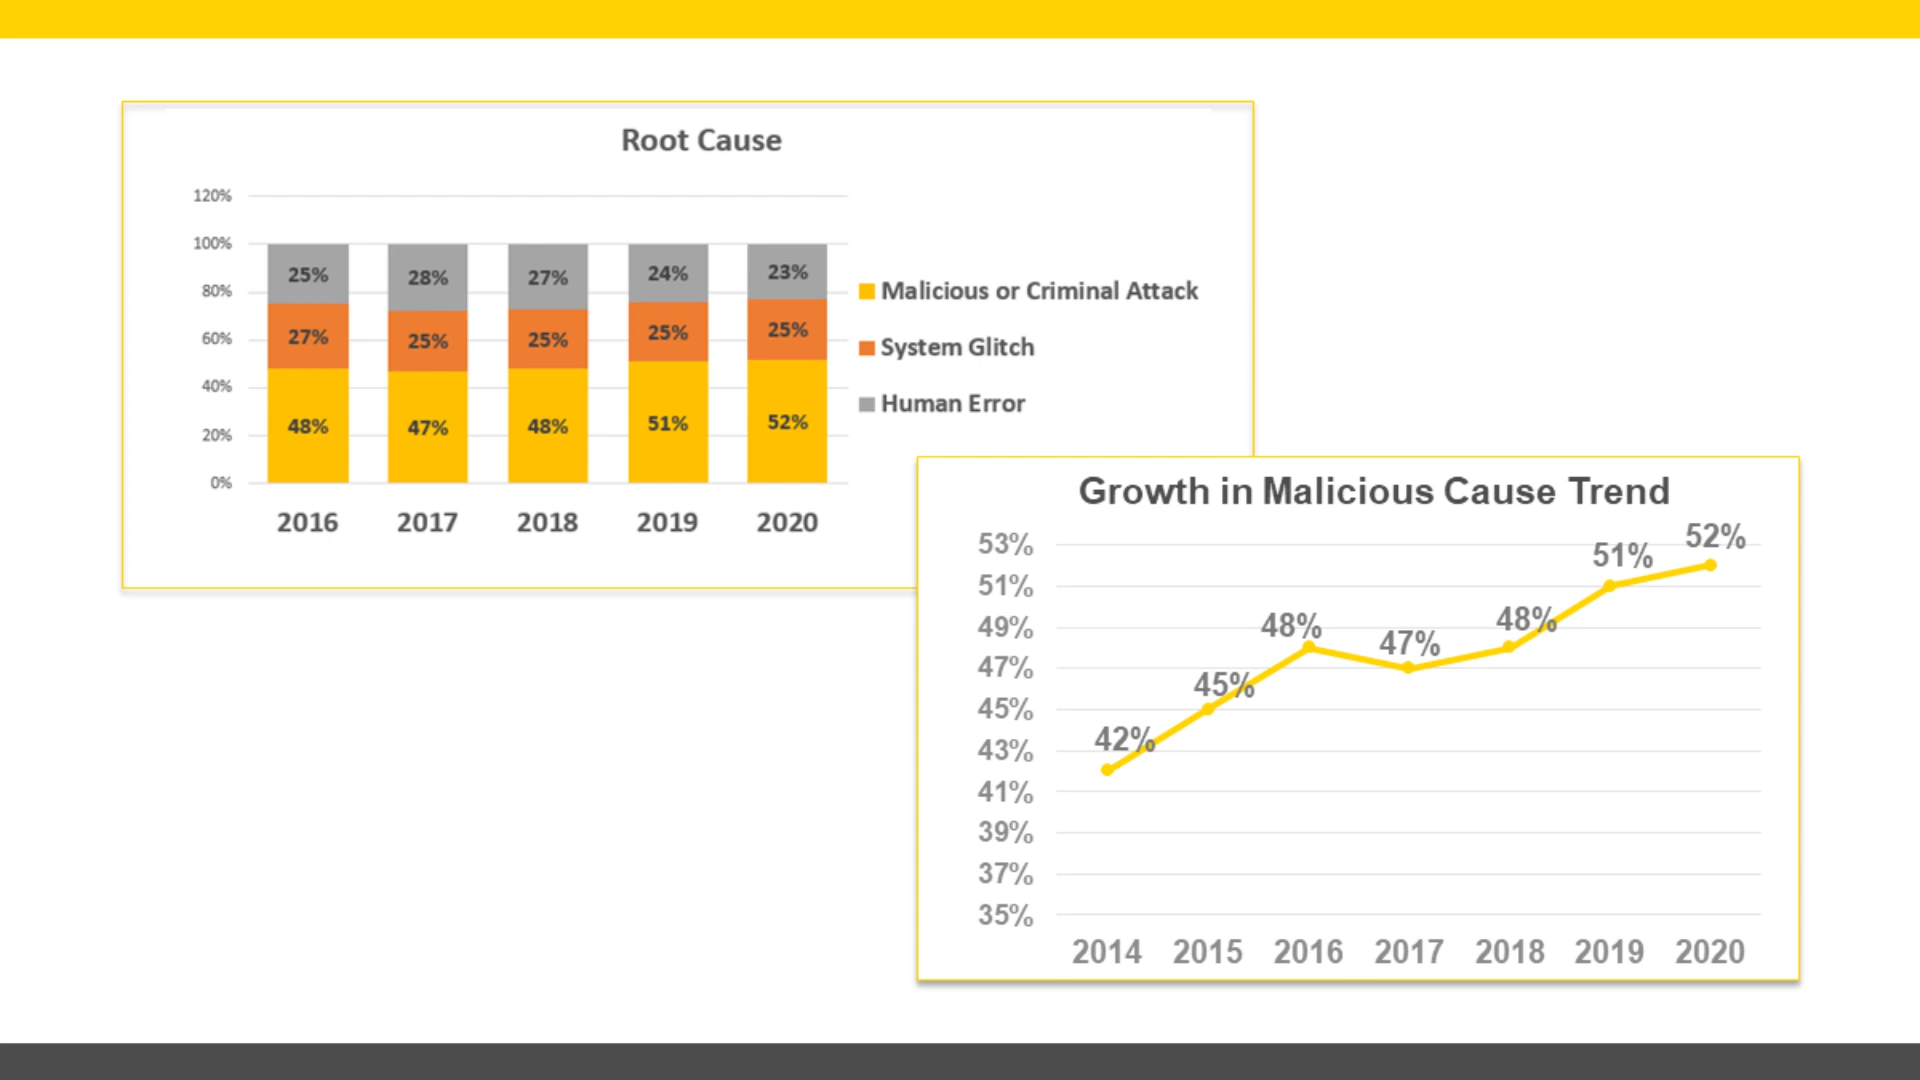 Root Cause
120%
100%
80%
60%
40%
20%
0%
25% 28% 27% 24% 23%
27% 25% 25% 25% 25%
48% 47% 48% 51% 52%
2016 2017 2018 2019 2020
Malicious or Criminal Attack
System Glitch
Human Error
Growth in Malicious Cause Trend
53%
51%
49%
47%
45%
43%
41%
39%
37%
35%
42% 45% 48% 47% 48% 51% 52%
2014 2015 2016 2017 2018 2019 2020